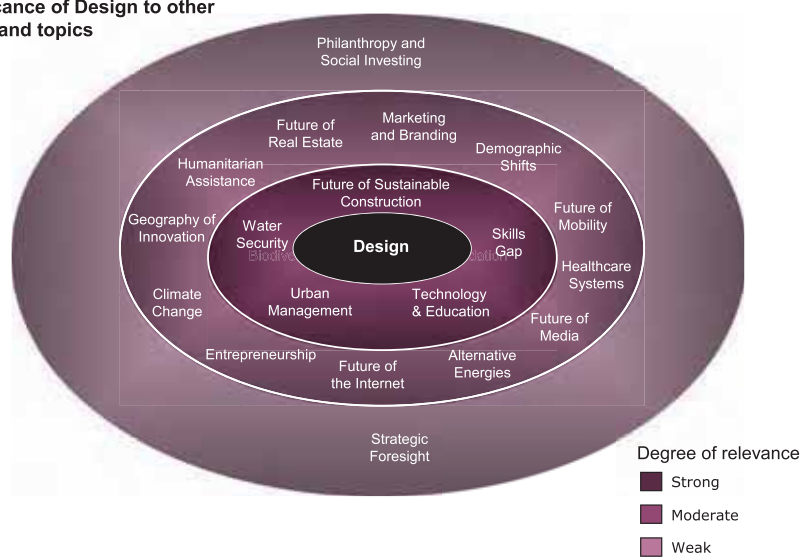 cance of Design to other
and topics
Philanthropy and
Social Investing
Marketing
and Branding
Future of
Real Estate
Demographic
Shifts
Humanitarian
Assistance
Future of Sustainable
Construction
Geography of
Innovation
Water
Security
Design
Skills
Gap
Future of
Mobility
Healthcare
Systems
Climate
Change
Urban
Management
Technology
& Education
Future of
Media
Entrepreneurship
Future of
the Internet
Alternative
Energies
Strategic
Foresight
Degree of relevance
Strong
Moderate
Weak